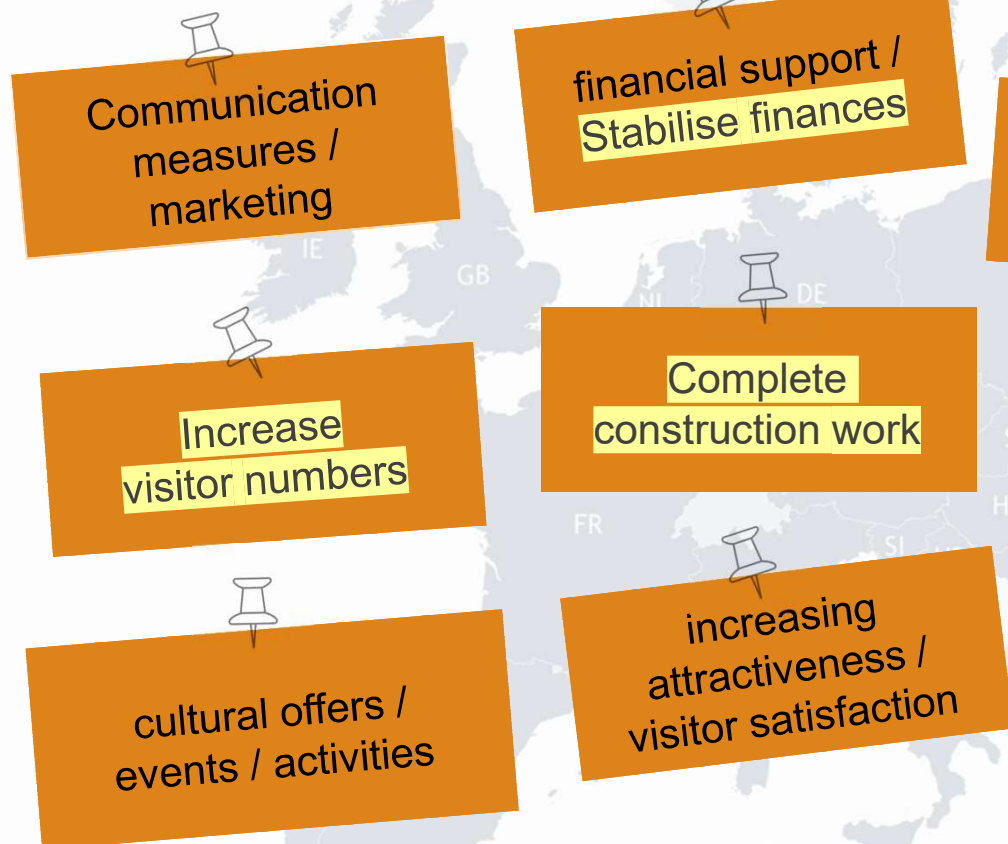 Communication
measures /
marketing
financial support /
Stabilise finances
IE
GB
NL
DE
Increase
visitor numbers
Complete
construction work
FR
SI
H
cultural offers /
events / activities
increasing
attractiveness /
visitor satisfaction